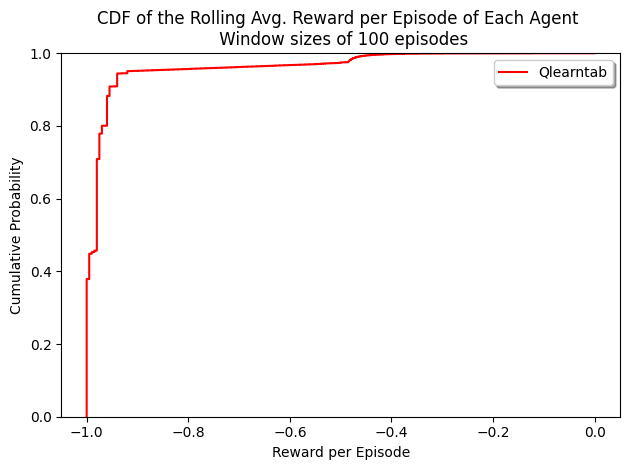 CDF of the Rolling Avg. Reward per Episode of Each Agent
Window sizes of 100 episodes
1.0
Qlearntab
0.8
0.6
0.4
0.2
0.0
Cumulative Probability
−1.0 −0.8 −0.6 −0.4 −0.2 0.0
Reward per Episode